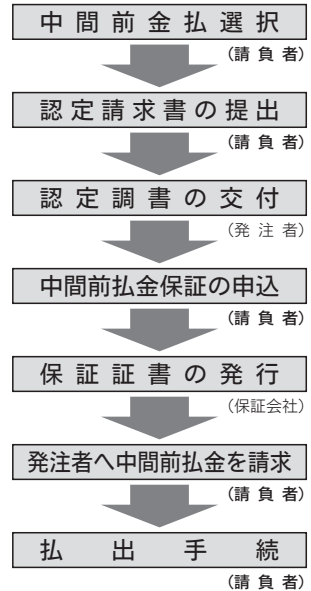 中間前金払選択
(請負者)
認定請求書の提出
(請負者)
認定調書の交付
(発注者)
中間前払金保証の申込
(請負者)
保証証書の発行
(保証会社)
発注者へ中間前払金を請求
(請負者)
払出手続
(請負者)